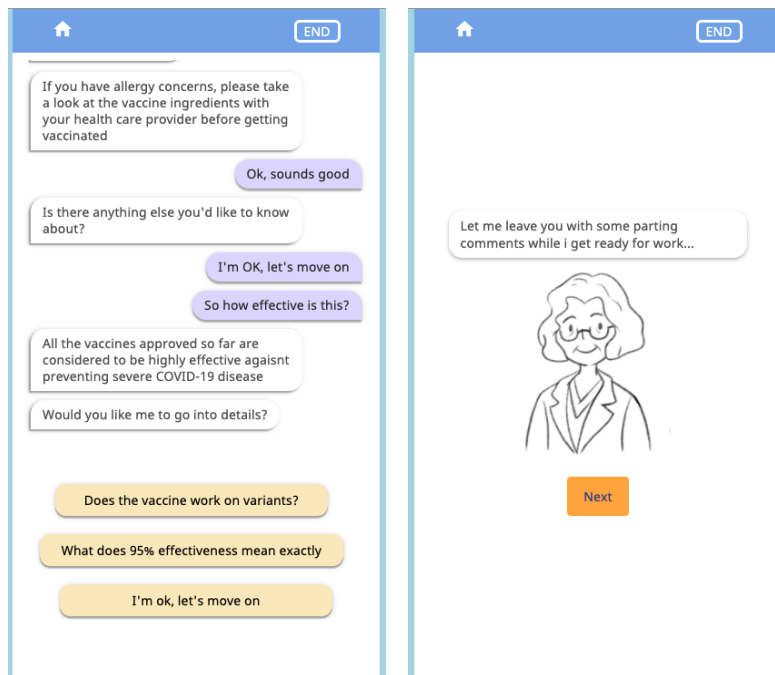 END
If you have allergy concerns, please take
a look at the vaccine ingredients with
your health care provider before getting
vaccinated
Ok, sounds good
Is there anything else you'd like to know
about?
I'm OK, let's move on
So how effective is this?
All the vaccines approved so far are
considered to be highly effective agaisnt
preventing severe COVID-19 disease
Would you like me to go into details?
Does the vaccine work on variants?
What does 95% effectiveness mean exactly
I'm ok, let's move on
END
Let me leave you with some parting
comments while i get ready for work...
Next